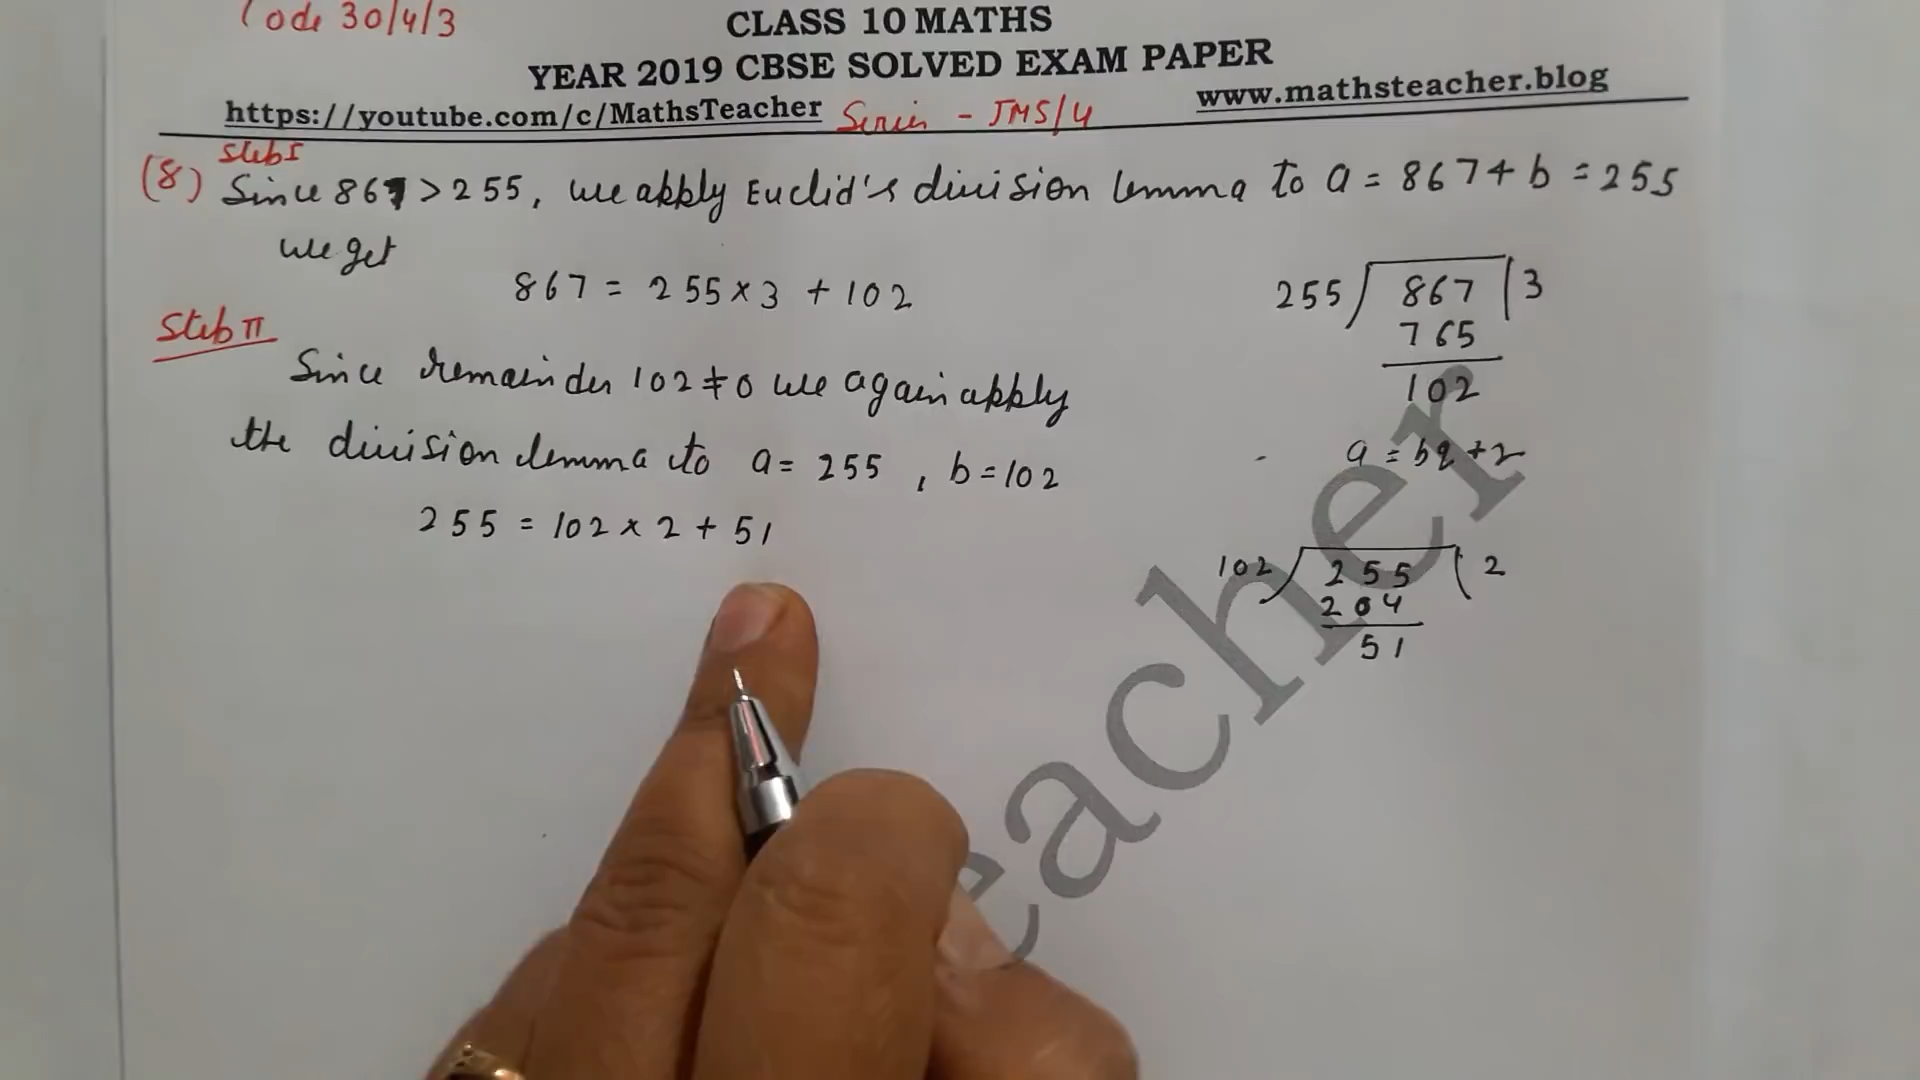 Code 30/4/3
CLASS 10 MATHS
YEAR 2019 CBSE SOLVED EXAM PAPER
https://youtube.com/c/MathsTeacher Series - JMS/4 www.mathsteacher.blog
Step I
(8) Since 867 > 255, we apply Euclid's division lemma to a = 867 + b = 255
we get
867 = 255 × 3 + 102
255 ) 867 ( 3
765
102
Step II
Since remainder 102 ≠ 0 we again apply
the division lemma to a = 255 , b = 102
a = bq + r
255 = 102 × 2 + 51
102 ) 255 ( 2
204
51
eacher